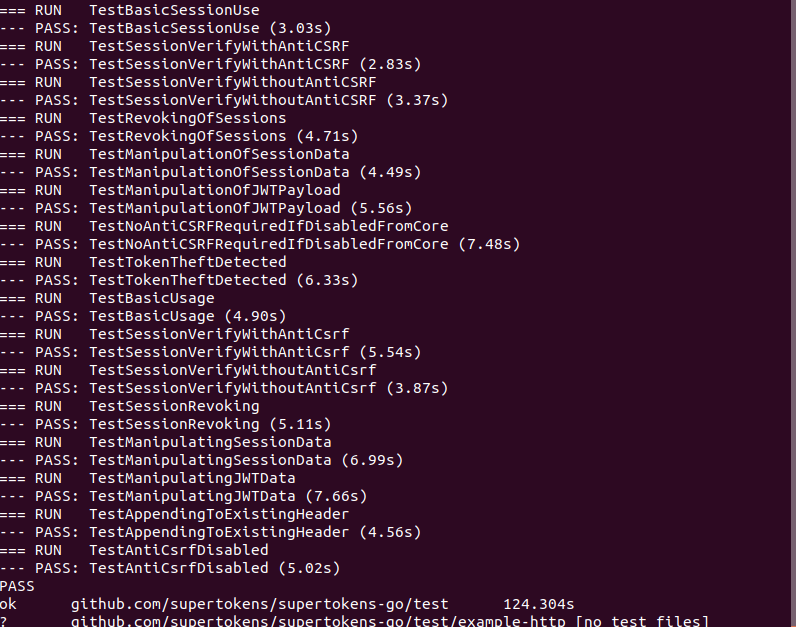 === RUN   TestBasicSessionUse
--- PASS: TestBasicSessionUse (3.03s)
=== RUN   TestSessionVerifyWithAntiCSRF
--- PASS: TestSessionVerifyWithAntiCSRF (2.83s)
=== RUN   TestSessionVerifyWithoutAntiCSRF
--- PASS: TestSessionVerifyWithoutAntiCSRF (3.37s)
=== RUN   TestRevokingOfSessions
--- PASS: TestRevokingOfSessions (4.71s)
=== RUN   TestManipulationOfSessionData
--- PASS: TestManipulationOfSessionData (4.49s)
=== RUN   TestManipulationOfJWTPayload
--- PASS: TestManipulationOfJWTPayload (5.56s)
=== RUN   TestNoAntiCSRFRequiredIfDisabledFromCore
--- PASS: TestNoAntiCSRFRequiredIfDisabledFromCore (7.48s)
=== RUN   TestTokenTheftDetected
--- PASS: TestTokenTheftDetected (6.33s)
=== RUN   TestBasicUsage
--- PASS: TestBasicUsage (4.90s)
=== RUN   TestSessionVerifyWithAntiCsrf
--- PASS: TestSessionVerifyWithAntiCsrf (5.54s)
=== RUN   TestSessionVerifyWithoutAntiCsrf
--- PASS: TestSessionVerifyWithoutAntiCsrf (3.87s)
=== RUN   TestSessionRevoking
--- PASS: TestSessionRevoking (5.11s)
=== RUN   TestManipulatingSessionData
--- PASS: TestManipulatingSessionData (6.99s)
=== RUN   TestManipulatingJWTData
--- PASS: TestManipulatingJWTData (7.66s)
=== RUN   TestAppendingToExistingHeader
--- PASS: TestAppendingToExistingHeader (4.56s)
=== RUN   TestAntiCsrfDisabled
--- PASS: TestAntiCsrfDisabled (5.02s)
PASS
ok      github.com/supertokens/supertokens-go/test      124.304s
?       github.com/supertokens/supertokens-go/test/example-http [no test files]